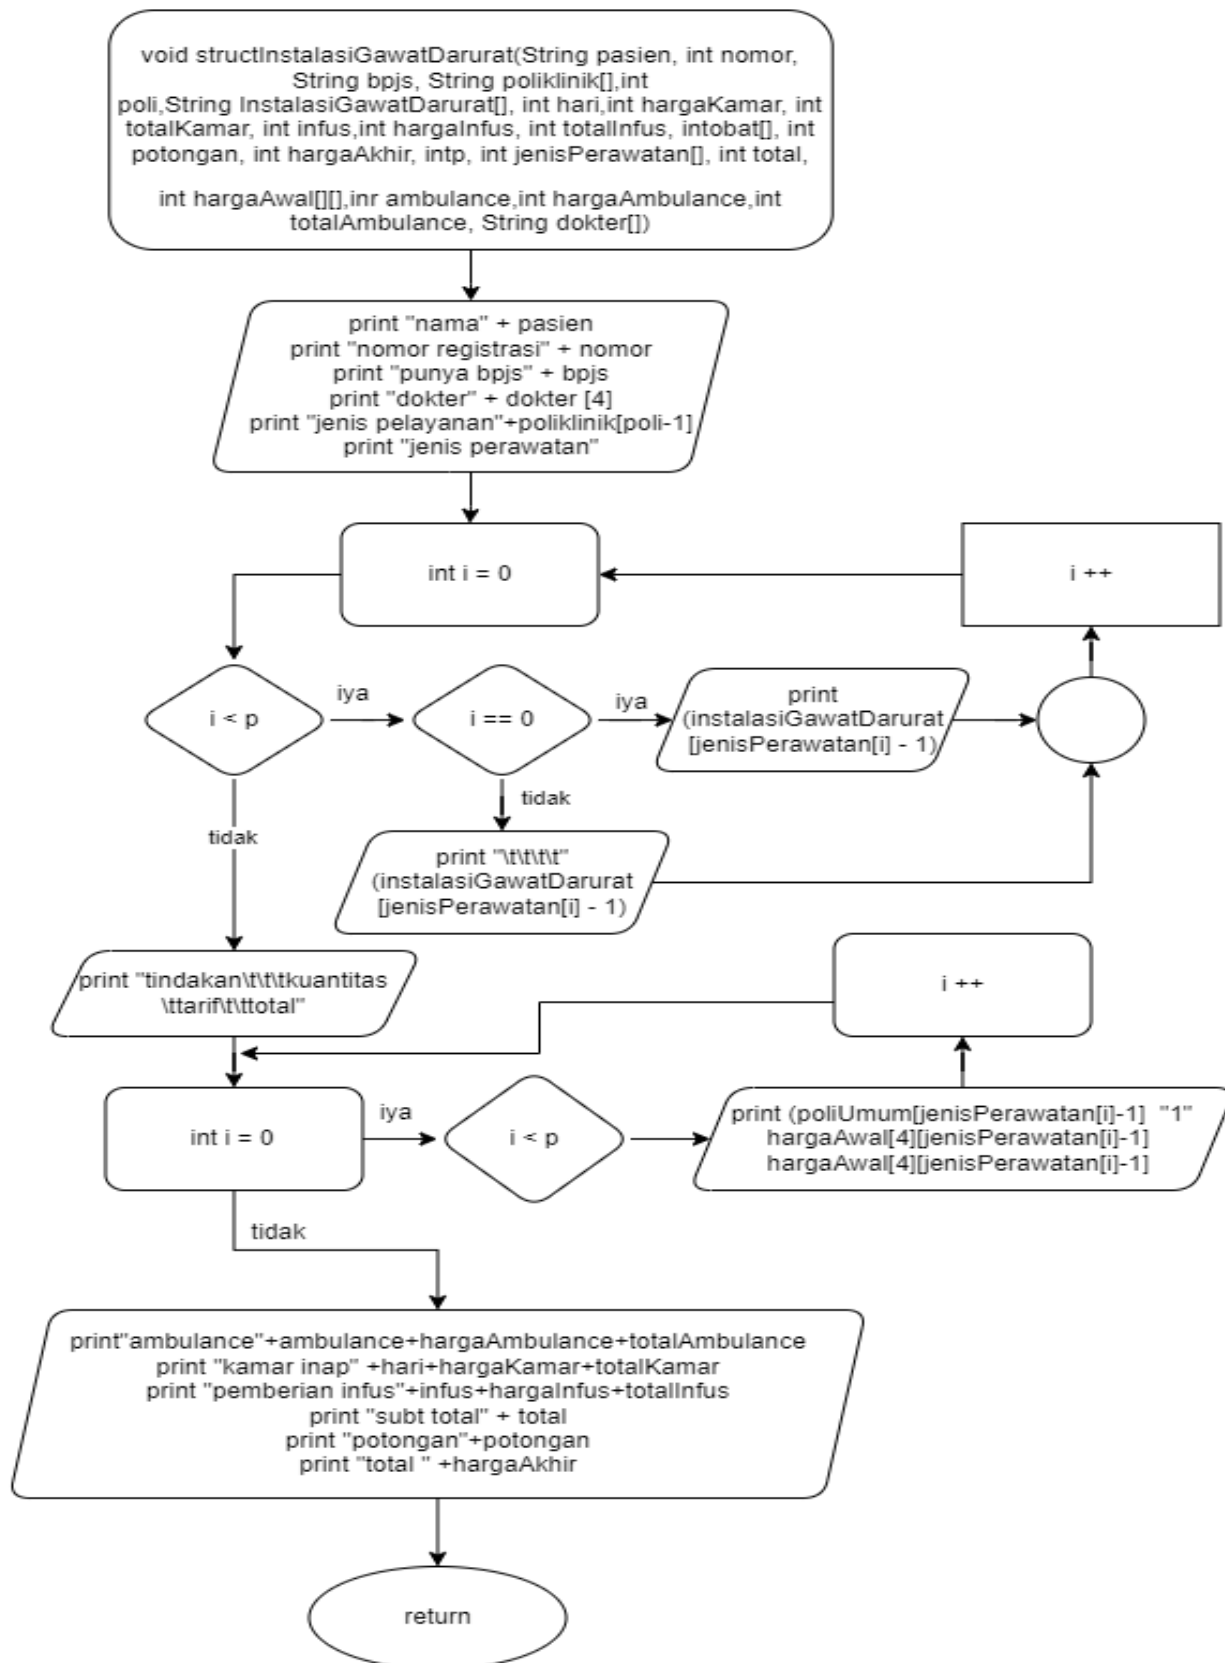 void structInstalasiGawatDarurat(String pasien, int nomor,
String bpjs, String poliklinik[],int
poli,String InstalasiGawatDarurat[], int hari,int hargaKamar, int
totalKamar, int infus,int hargaInfus, int totalInfus, intobat[], int
potongan, int hargaAkhir, intp, int jenisPerawatan[], int total,
int hargaAwal[][],inr ambulance,int hargaAmbulance,int
totalAmbulance, String dokter[])
print "nama" + pasien
print "nomor registrasi" + nomor
print "punya bpjs" + bpjs
print "dokter" + dokter [4]
print "jenis pelayanan"+poliklinik[poli-1]
print "jenis perawatan"
int i = 0
i ++
i < p
iya
i == 0
iya
print
(instalasiGawatDarurat
[jenisPerawatan[i] - 1)
tidak
tidak
print "\t\t\t\t"
(instalasiGawatDarurat
[jenisPerawatan[i] - 1)
print "tindakan\t\t\tkuantitas
\ttarif\t\ttotal"
i ++
int i = 0
iya
i < p
print (poliUmum[jenisPerawatan[i]-1] "1"
hargaAwal[4][jenisPerawatan[i]-1]
hargaAwal[4][jenisPerawatan[i]-1]
tidak
print"ambulance"+ambulance+hargaAmbulance+totalAmbulance
print "kamar inap" +hari+hargaKamar+totalKamar
print "pemberian infus"+infus+hargaInfus+totalInfus
print "subt total" + total
print "potongan"+potongan
print "total " +hargaAkhir
return